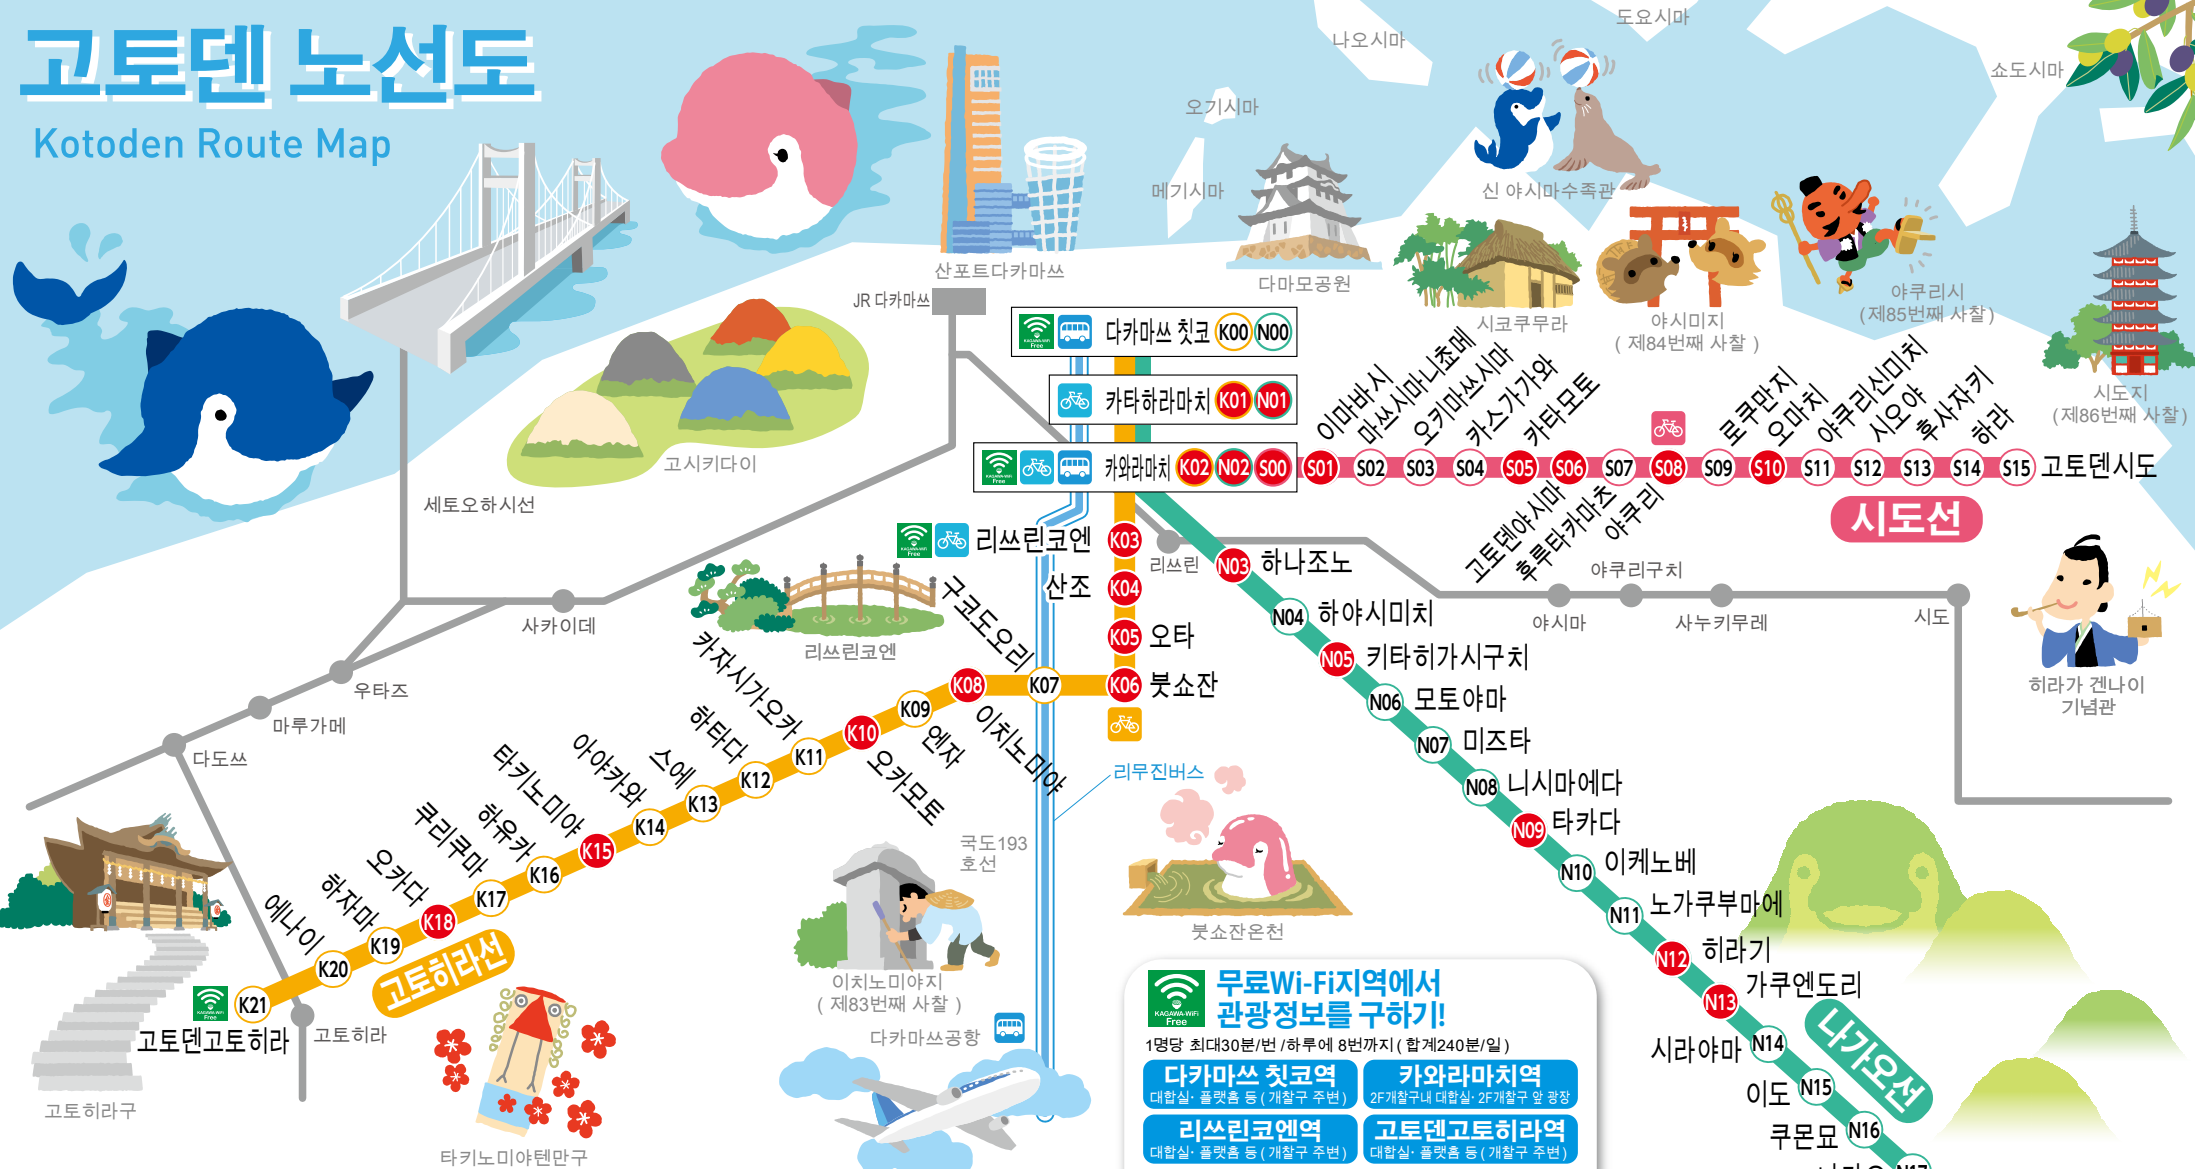 고토덴 노선도
Kotoden Route Map
나오시마
도요시마
쇼도시마
오기시마
메기시마
신 야시마수족관
산포트다카마쓰
다마모공원
시코쿠무라
야시미지
( 제84번째 사찰 )
야쿠리시
(제85번째 사찰)
시도지
(제86번째 사찰)
JR 다카마쓰
KAGAWA-WiFi
Free
다카마쓰 칫코 K00 N00
카타하라마치 K01 N01
KAGAWA-WiFi
Free
카와라마치 K02 N02 S00
S01 S02 S03 S04 S05 S06 S07 S08 S09 S10 S11 S12 S13 S14 S15 고토덴시도
이마바시
마쓰시마니쵸메
오키마쓰시마
카스가가와
카타모토
고토덴야시마
후루타카마츠
야쿠리
로쿠만지
오마치
야쿠리신미치
시오야
후사자키
하라
시도선
고시키다이
세토오하시선
사카이데
우타즈
마루가메
다도쓰
리쓰린
야시마
야쿠리구치
사누키무레
시도
히라가 겐나이
기념관
KAGAWA-WiFi
Free
리쓰린코엔 K03
산조 K04
K05 오타
K06 붓쇼잔
구코도오리
K07
K08
이치노미야
K09
엔자
K10
오카모토
카자시가오카
K11
하타다
K12
스에
K13
아야카와
K14
타키노미야
K15
하유카
K16
쿠리쿠마
K17
오카다
K18
하자마
K19
에나이
K20
KAGAWA-WiFi
Free
K21
고토덴고토히라
고토히라
고토히라선
리쓰린코엔
리무진버스
국도193
호선
이치노미야지
( 제83번째 사찰 )
다카마쓰공항
붓쇼잔온천
고토히라구
타키노미야텐만구
N03 하나조노
N04 하야시미치
N05 키타히가시구치
N06 모토야마
N07 미즈타
N08 니시마에다
N09 타카다
N10 이케노베
N11 노가쿠부마에
N12 히라기
N13 가쿠엔도리
시라야마 N14
이도 N15
쿠몬묘 N16
N17
나가오선
KAGAWA-WiFi
Free
무료Wi-Fi지역에서
관광정보를 구하기!
1명당 최대30분/번 /하루에 8번까지( 합계240분/일)
다카마쓰 칫코역
대합실· 플랫홈 등 ( 개찰구 주변 )
카와라마치역
2F개찰구내 대합실· 2F개찰구 앞 광장
리쓰린코엔역
대합실· 플랫홈 등 ( 개찰구 주변 )
고토덴고토히라역
대합실· 플랫홈 등 ( 개찰구 주변 )